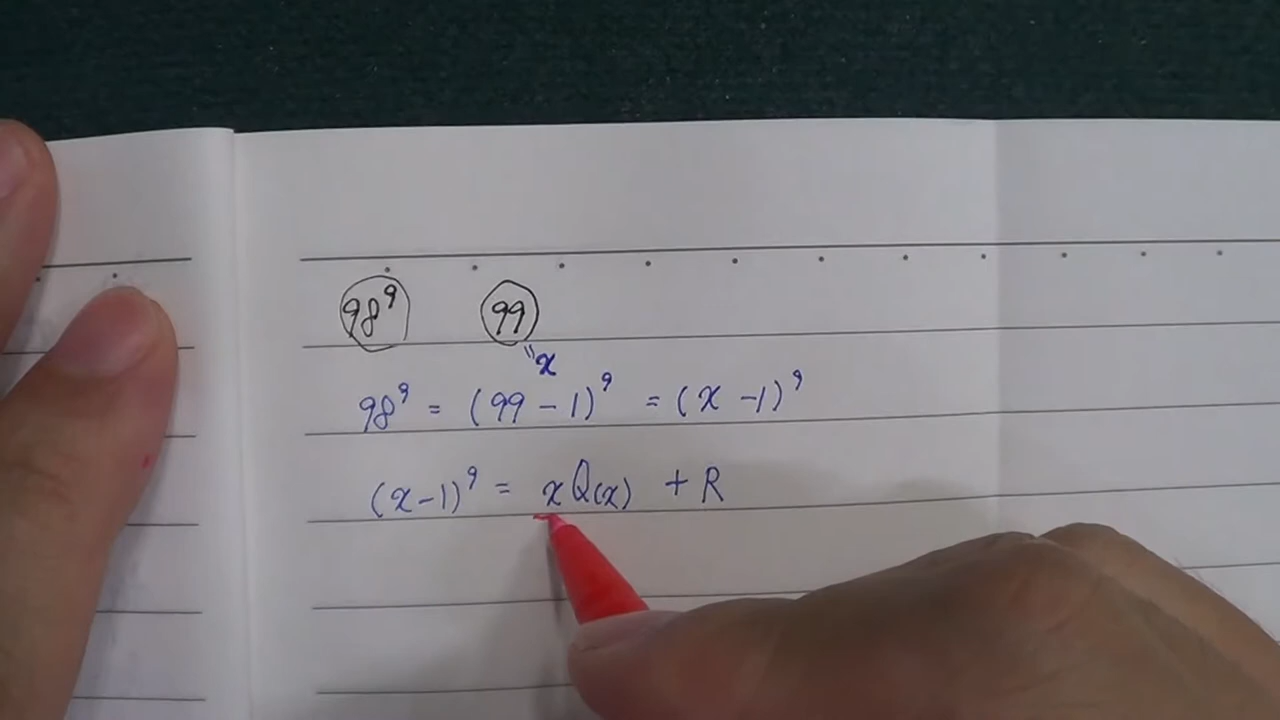 98⁹ 99
"x
98⁹ = (99 - 1)⁹ = (x - 1)⁹
(x - 1)⁹ = xQ(x) + R